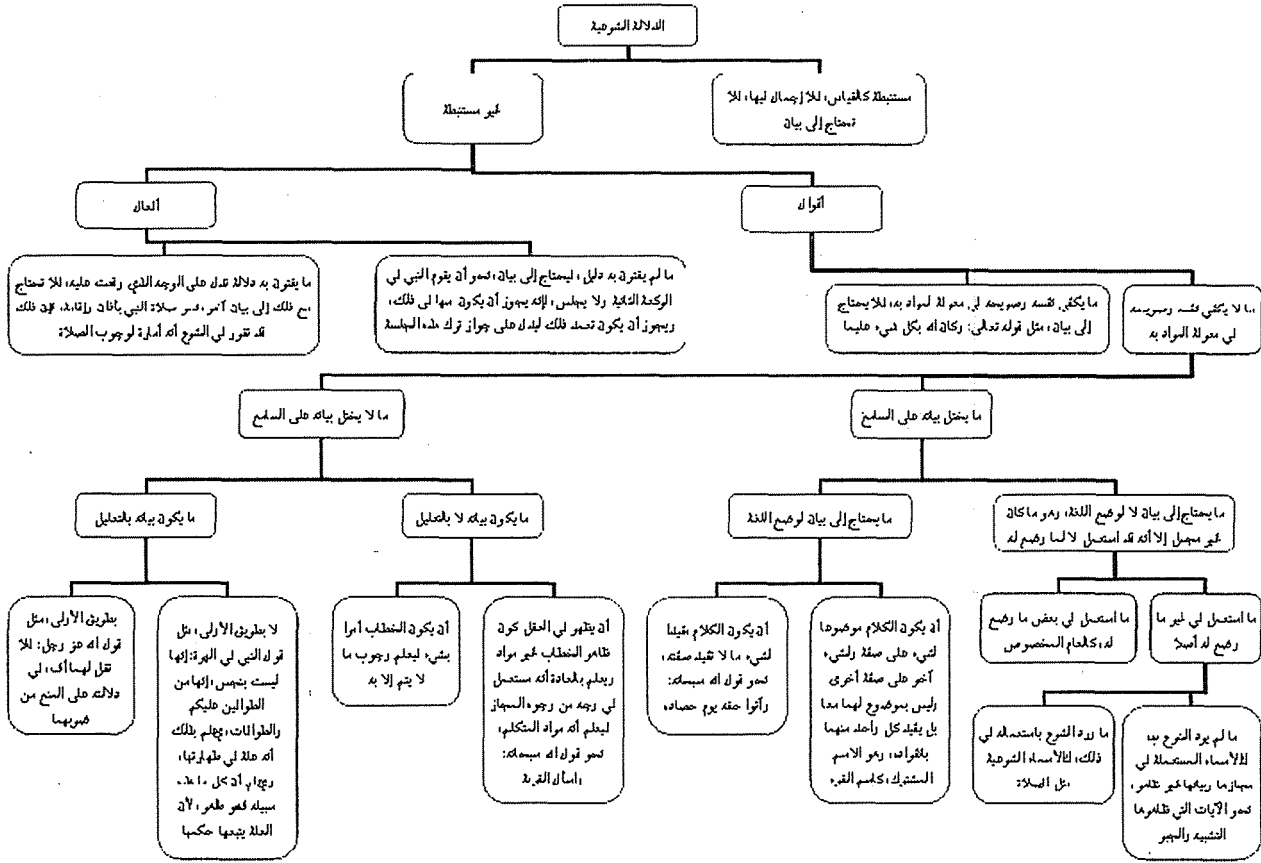 الدلالة الشرعية
مستنبطة كالقياس، فلا إجمال فيها، فلا
تحتاج إلى بيان
غير مستنبطة
أقوال
أفعال
ما لا يكفي نفسه وصريحه
في معرفة المراد به
ما يكفي نفسه وصريحه في معرفة المراد به، فلا يحتاج
إلى بيان، مثل قوله تعالى: وكان الله بكل شيء عليما
ما لم يقترن به دليل، فيحتاج إلى بيان، نحو أن يقوم النبي في
الركعة الثانية ولا يجلس، فإنه يجوز أن يكون سها في ذلك،
ويجوز أن يكون تعمد ذلك ليدل على جواز ترك هذه الجلسة
ما يقترن به دلالة تدل على الوجه الذي وقعت عليه، فلا تحتاج
مع ذلك إلى بيان آخر، نحو صلاة النبي بأذان وإقامة، فإن ذلك
قد تقرر في الشرع أنه أمارة لوجوب الصلاة
ما يختل بيانه على السامع
ما لا يختل بيانه على السامع
ما يحتاج إلى بيان لا لوضع اللغة، وهو ما كان
غير مجمل إلا أنه قد استعمل لا لما وضع له
ما يحتاج إلى بيان لوضع اللغة
ما يكون بيانه لا بالتعليل
ما يكون بيانه بالتعليل
ما استعمل في غير ما
وضع له أصلا
ما استعمل في بعض ما وضع
له، كالعام المخصوص
أن يكون الكلام موضوعا
لشيء على صفة ولشيء
آخر على صفة أخرى
وليس بموضوع لهما معا
بل يفيد كل واحد منهما
بانفراده، وهو الاسم
المشترك، كاسم القرء
أن يكون الكلام مفيدا
لشيء ما لا تفيد صفته،
نحو قول الله سبحانه:
وآتوا حقه يوم حصاده
أن يظهر في العقل كون
ظاهر الخطاب غير مراد
ويعلم بالعادة أنه مستعمل
في وجه من وجوه المجاز
فيعلم أنه مراد المتكلم،
نحو قول الله سبحانه:
واسأل القرية
أن يكون الخطاب أمرا
بشيء فيعلم وجوب ما
لا يتم إلا به
لا بطريق الأولى، مثل
قول النبي في الهرة: إنها
ليست بنجس، إنها من
الطوافين عليكم
والطوافات، فيعلم بذلك
أنه علة في طهارتها،
ويعلم أن كل ما هذه
سبيله فهو طاهر، لأن
العلة يتبعها حكمها
بطريق الأولى، مثل
قول الله عز وجل: فلا
تقل لهما أف، في
دلالته على المنع من
ضربهما
ما لم يرد الشرع به،
كالأسماء المستعملة في
مجازها وبيانها غير ظاهر،
نحو الآيات التي ظاهرها
التشبيه والجبر
ما ورد الشرع باستعماله في
ذلك، كالأسماء الشرعية
مثل الصلاة